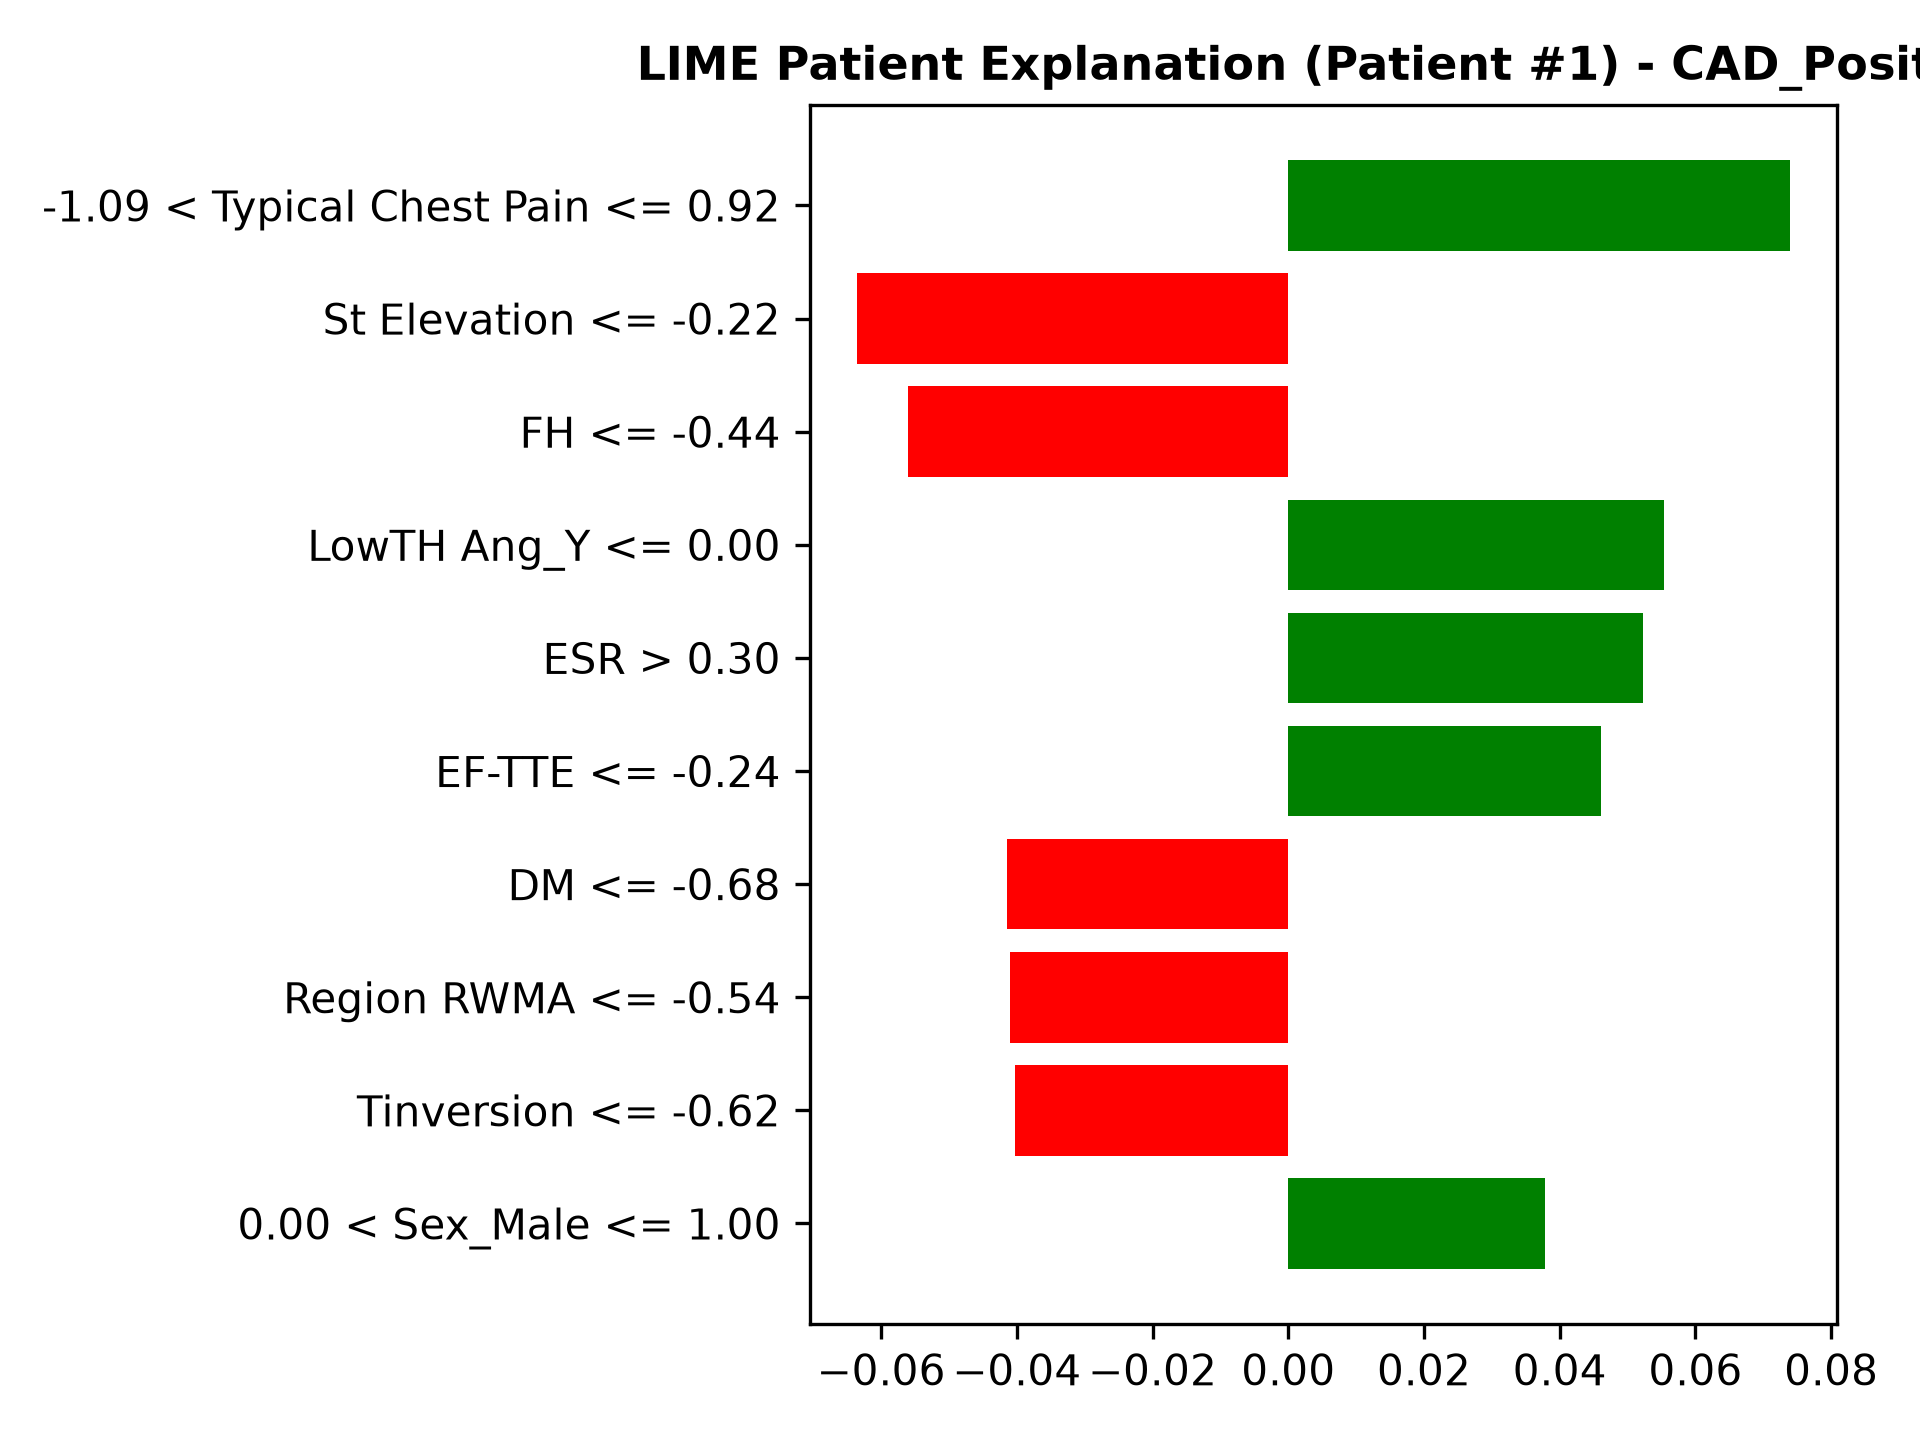 LIME Patient Explanation (Patient #1) - CAD_Posit
-1.09 < Typical Chest Pain <= 0.92
St Elevation <= -0.22
FH <= -0.44
LowTH Ang_Y <= 0.00
ESR > 0.30
EF-TTE <= -0.24
DM <= -0.68
Region RWMA <= -0.54
Tinversion <= -0.62
0.00 < Sex_Male <= 1.00
−0.06 −0.04 −0.02 0.00 0.02 0.04 0.06 0.08